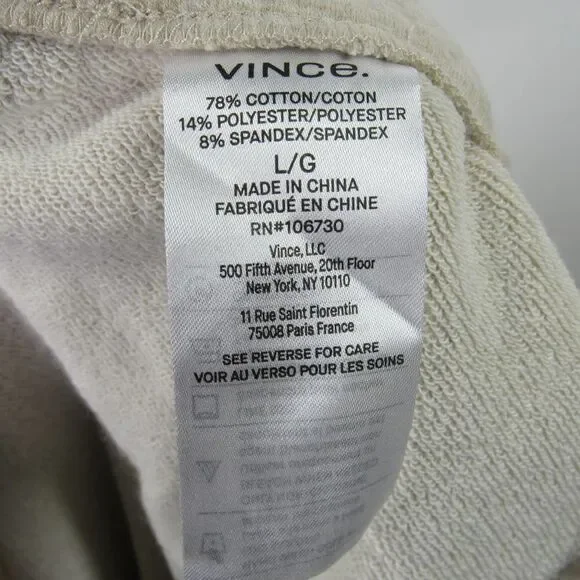 VINCe.
78% COTTON/COTON
14% POLYESTER/POLYESTER
8% SPANDEX/SPANDEX
L/G
MADE IN CHINA
FABRIQUÉ EN CHINE
RN#106730
Vince, LLC
500 Fifth Avenue, 20th Floor
New York, NY 10110
11 Rue Saint Florentin
75008 Paris France
SEE REVERSE FOR CARE
VOIR AU VERSO POUR LES SOINS